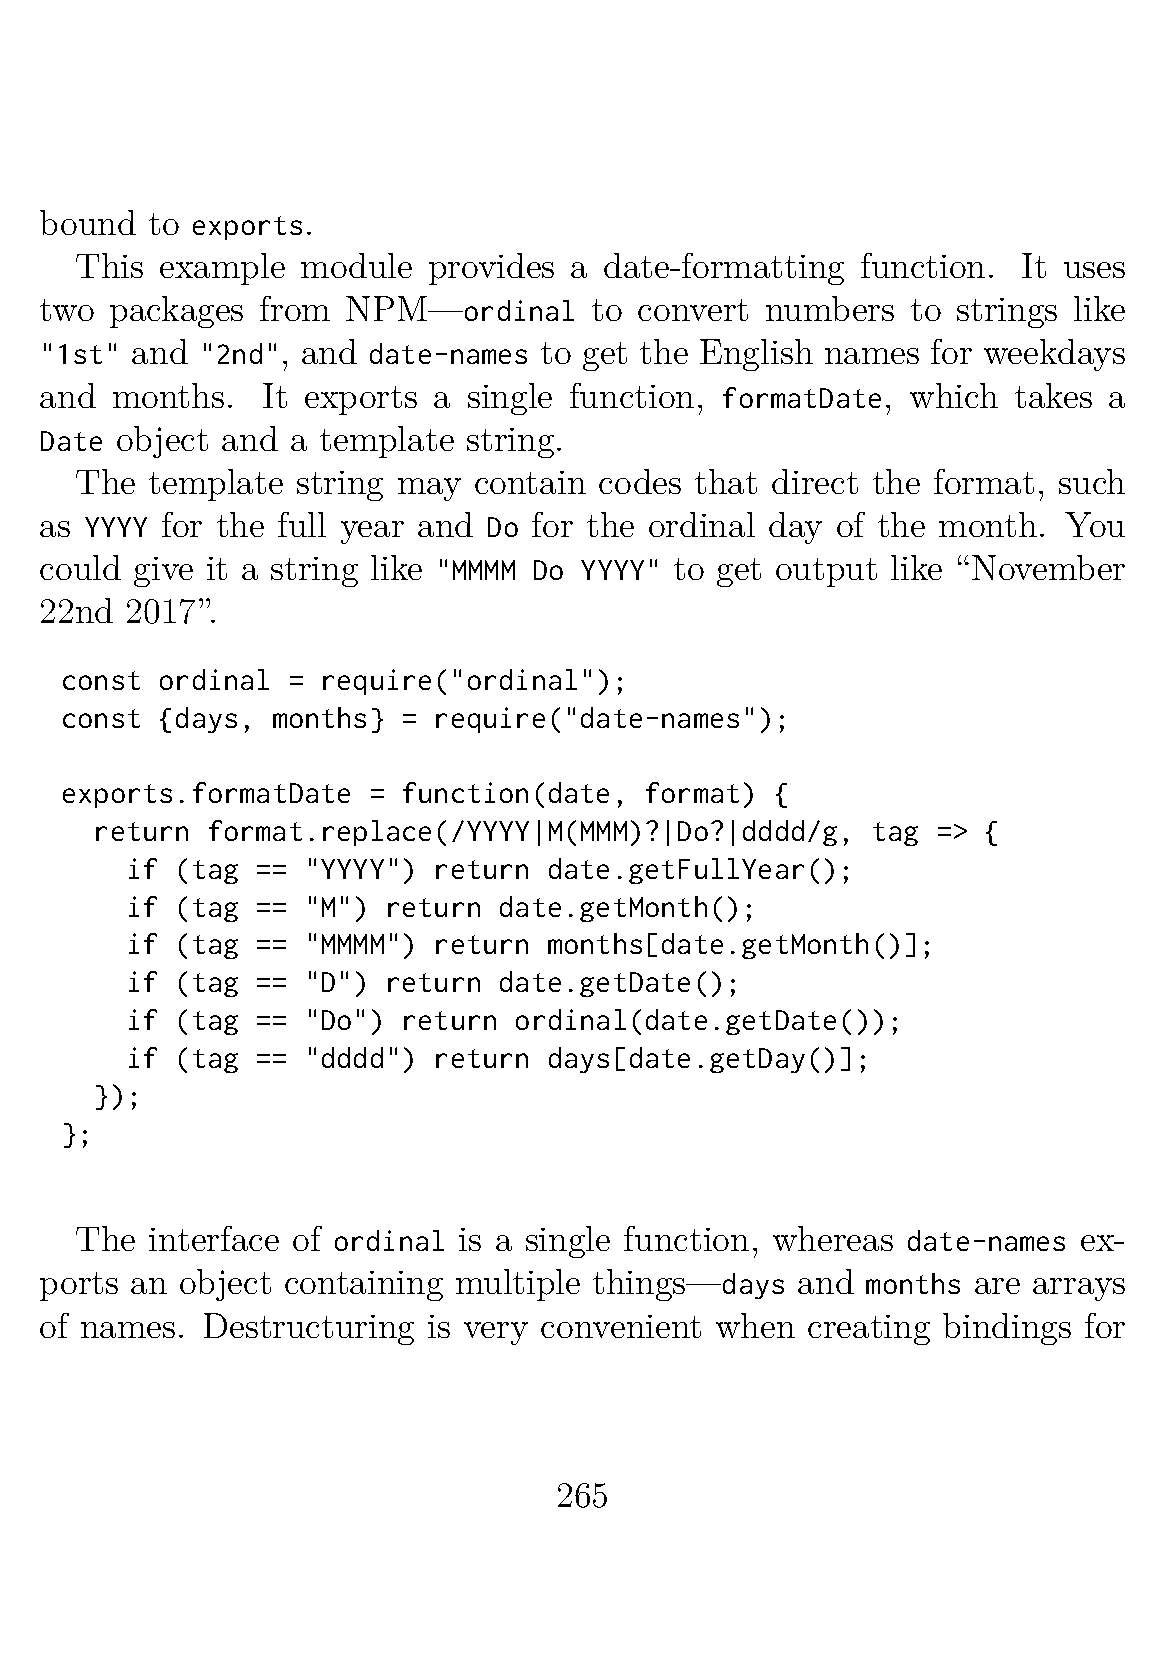 bound to exports.
This example module provides a date-formatting function. It uses
two packages from NPM—ordinal to convert numbers to strings like
"1st" and "2nd", and date-names to get the English names for weekdays
and months. It exports a single function, formatDate, which takes a
Date object and a template string.
The template string may contain codes that direct the format, such
as YYYY for the full year and Do for the ordinal day of the month. You
could give it a string like "MMMM Do YYYY" to get output like “November
22nd 2017”.
const ordinal = require("ordinal");
const {days, months} = require("date-names");
exports.formatDate = function(date, format) {
  return format.replace(/YYYY|M(MMM)?|Do?|dddd/g, tag => {
    if (tag == "YYYY") return date.getFullYear();
    if (tag == "M") return date.getMonth();
    if (tag == "MMMM") return months[date.getMonth()];
    if (tag == "D") return date.getDate();
    if (tag == "Do") return ordinal(date.getDate());
    if (tag == "dddd") return days[date.getDay()];
  });
};
The interface of ordinal is a single function, whereas date-names ex-
ports an object containing multiple things—days and months are arrays
of names. Destructuring is very convenient when creating bindings for
265